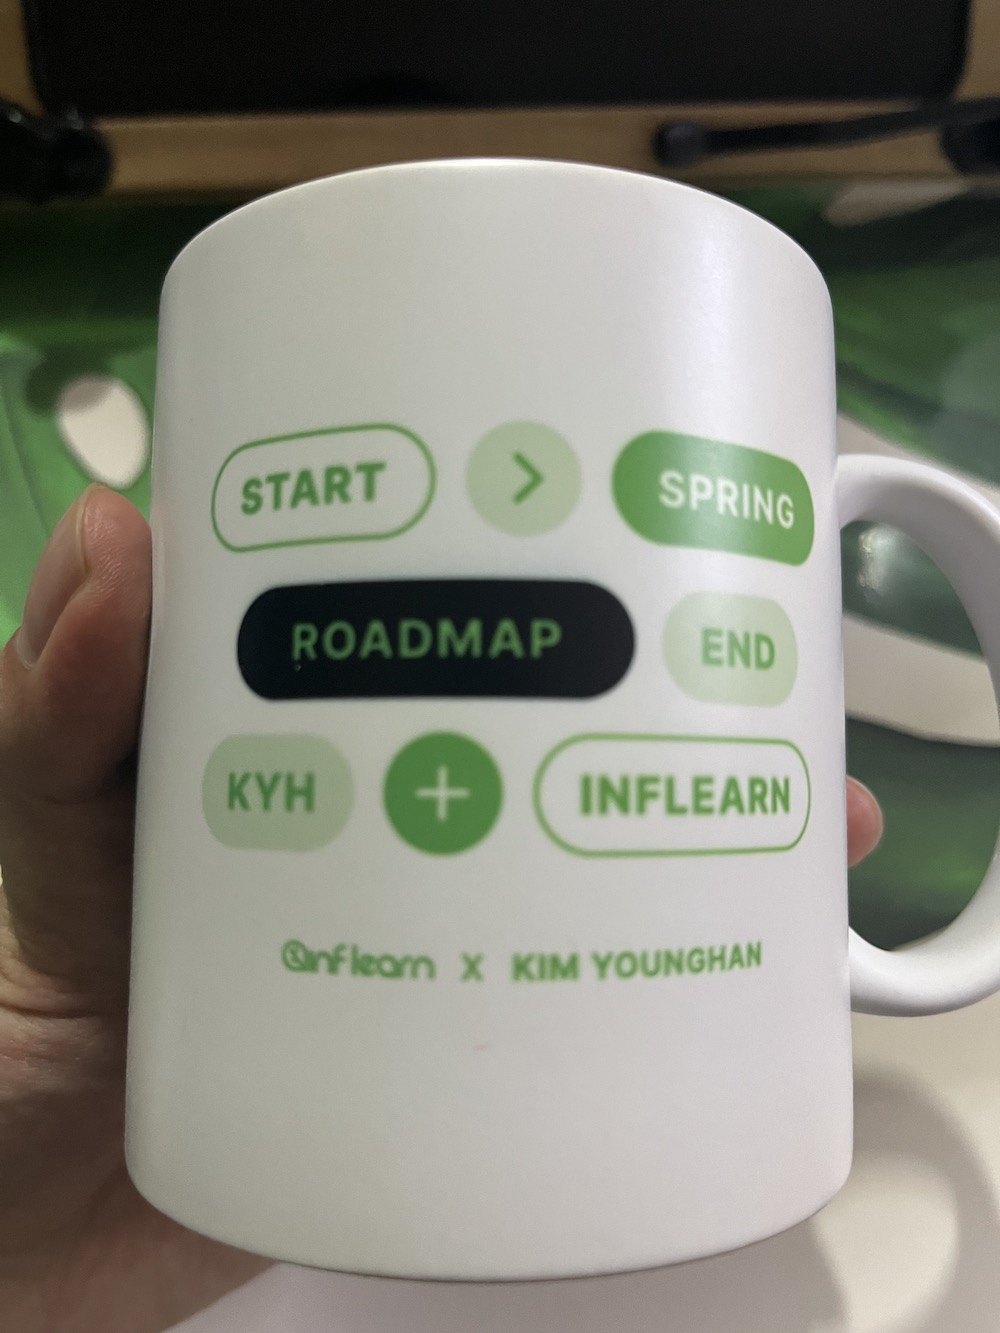 START > SPRING
ROADMAP END
KYH + INFLEARN
inflearn X KIM YOUNGHAN